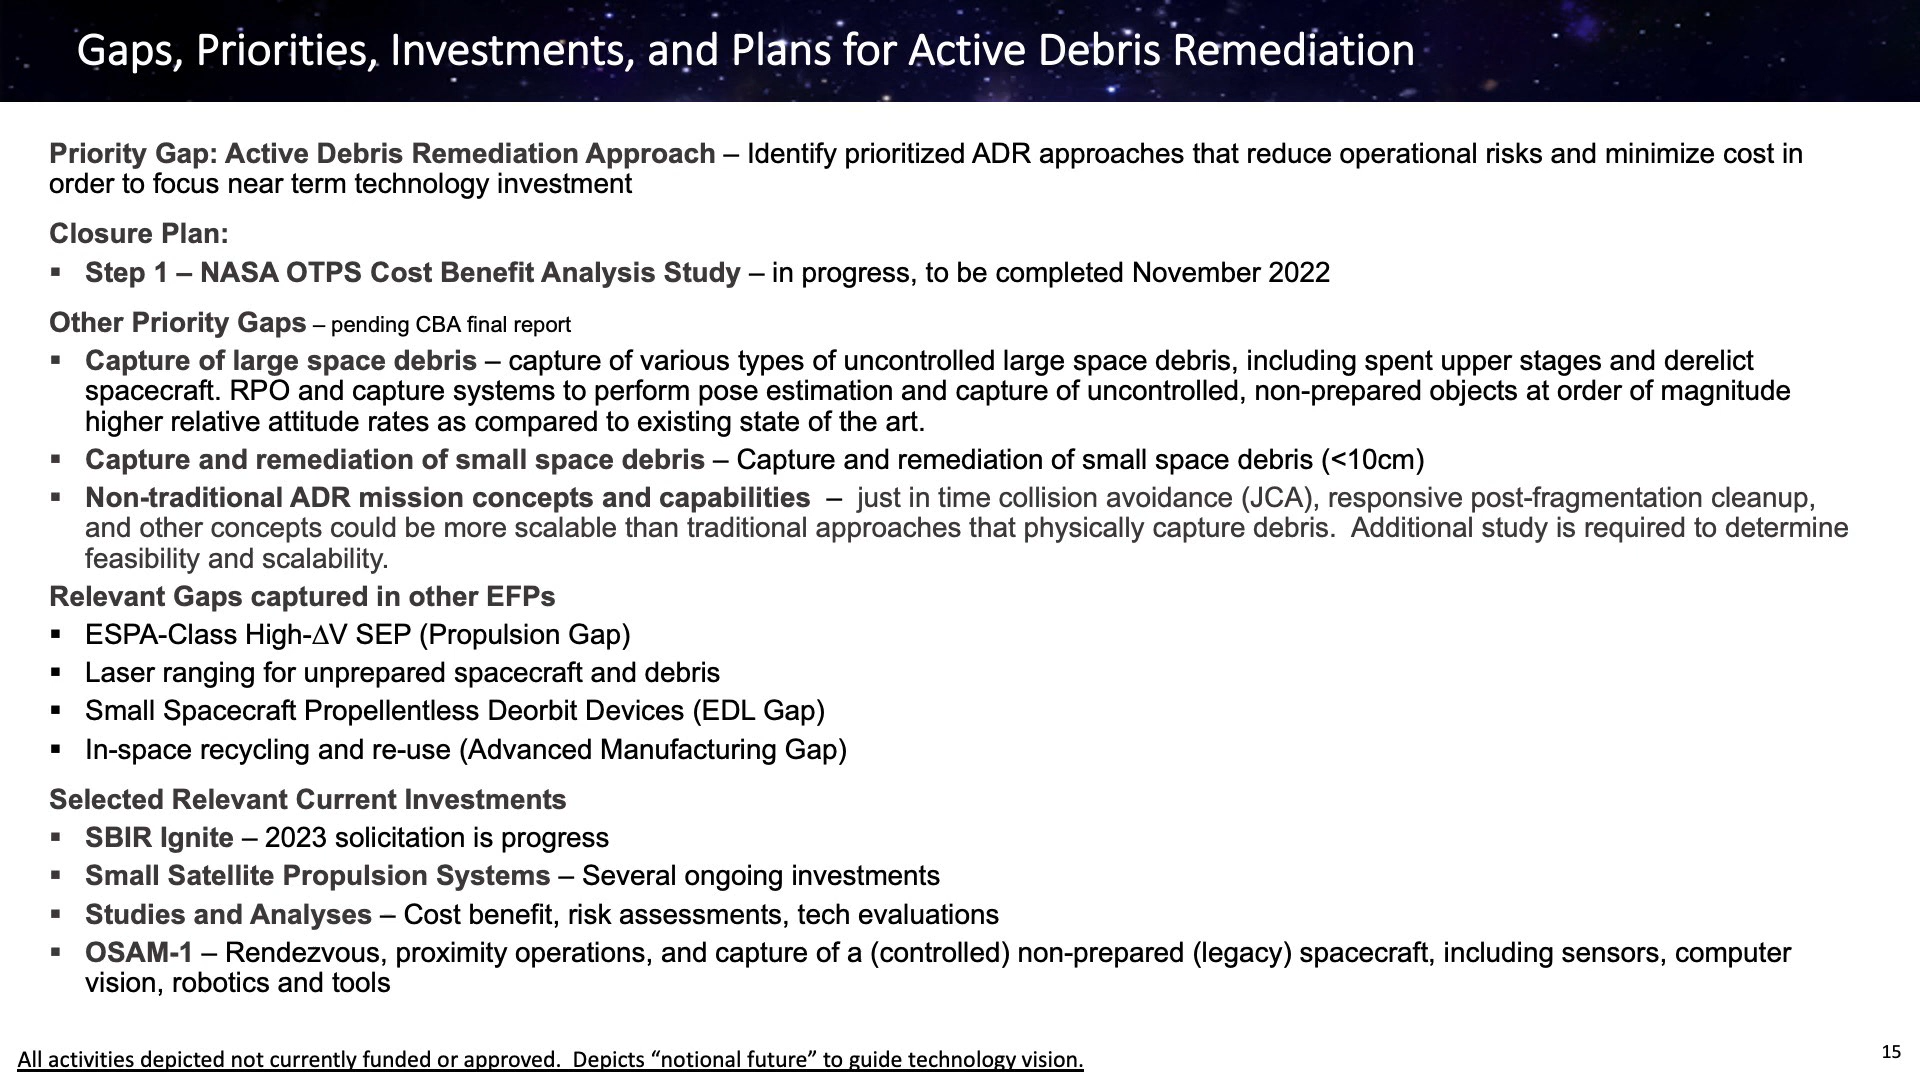 Gaps, Priorities, Investments, and Plans for Active Debris Remediation
Priority Gap: Active Debris Remediation Approach – Identify prioritized ADR approaches that reduce operational risks and minimize cost in
order to focus near term technology investment
Closure Plan:
▪ Step 1 – NASA OTPS Cost Benefit Analysis Study – in progress, to be completed November 2022
Other Priority Gaps – pending CBA final report
▪ Capture of large space debris – capture of various types of uncontrolled large space debris, including spent upper stages and derelict
spacecraft. RPO and capture systems to perform pose estimation and capture of uncontrolled, non-prepared objects at order of magnitude
higher relative attitude rates as compared to existing state of the art.
▪ Capture and remediation of small space debris – Capture and remediation of small space debris (<10cm)
▪ Non-traditional ADR mission concepts and capabilities – just in time collision avoidance (JCA), responsive post-fragmentation cleanup,
and other concepts could be more scalable than traditional approaches that physically capture debris. Additional study is required to determine
feasibility and scalability.
Relevant Gaps captured in other EFPs
▪ ESPA-Class High-ΔV SEP (Propulsion Gap)
▪ Laser ranging for unprepared spacecraft and debris
▪ Small Spacecraft Propellentless Deorbit Devices (EDL Gap)
▪ In-space recycling and re-use (Advanced Manufacturing Gap)
Selected Relevant Current Investments
▪ SBIR Ignite – 2023 solicitation is progress
▪ Small Satellite Propulsion Systems – Several ongoing investments
▪ Studies and Analyses – Cost benefit, risk assessments, tech evaluations
▪ OSAM-1 – Rendezvous, proximity operations, and capture of a (controlled) non-prepared (legacy) spacecraft, including sensors, computer
vision, robotics and tools
All activities depicted not currently funded or approved. Depicts “notional future” to guide technology vision.
15